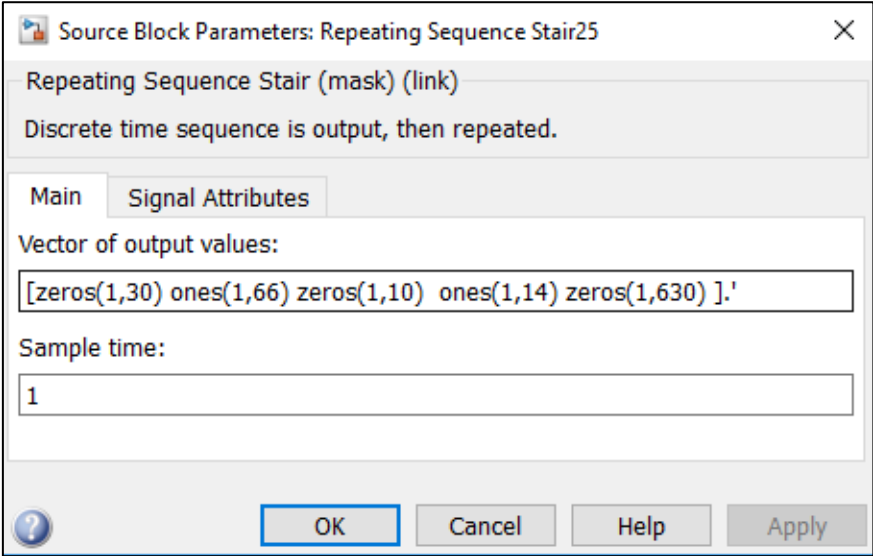 Source Block Parameters: Repeating Sequence Stair25
Repeating Sequence Stair (mask) (link)
Discrete time sequence is output, then repeated.
Main Signal Attributes
Vector of output values:
[zeros(1,30) ones(1,66) zeros(1,10)  ones(1,14) zeros(1,630) ].'
Sample time:
1
? OK Cancel Help Apply